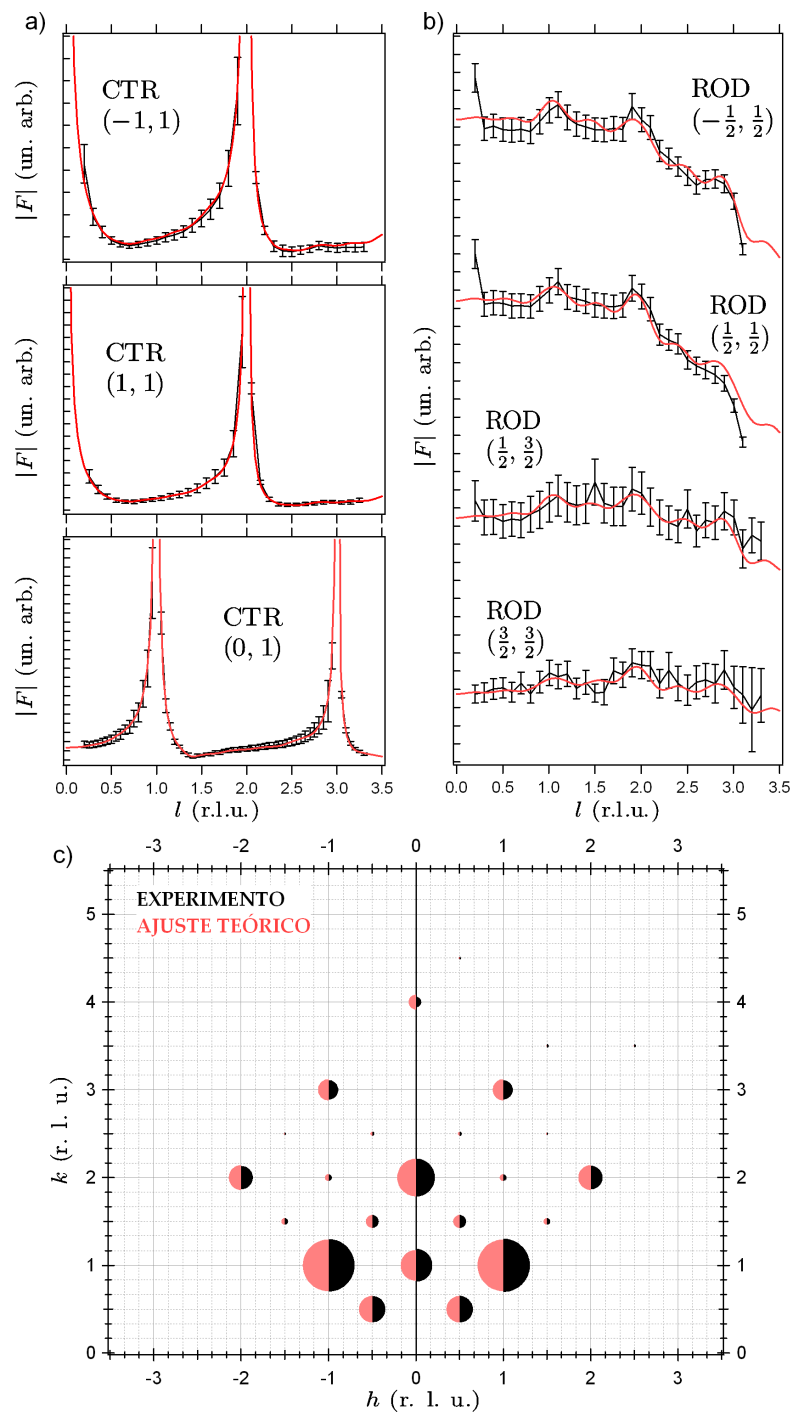 a)
CTR
(−1, 1)
|F| (un. arb.)
CTR
(1, 1)
|F| (un. arb.)
CTR
(0, 1)
|F| (un. arb.)
0.0 0.5 1.0 1.5 2.0 2.5 3.0 3.5
l (r.l.u.)
b)
ROD
(−1/2, 1/2)
ROD
(1/2, 1/2)
ROD
(1/2, 3/2)
ROD
(3/2, 3/2)
|F| (un. arb.)
0.0 0.5 1.0 1.5 2.0 2.5 3.0 3.5
l (r.l.u.)
c)
-3 -2 -1 0 1 2 3
EXPERIMENTO
AJUSTE TEÓRICO
5 5
4 4
3 3
2 2
1 1
0 0
k (r. l. u.)
-3 -2 -1 0 1 2 3
h (r. l. u.)